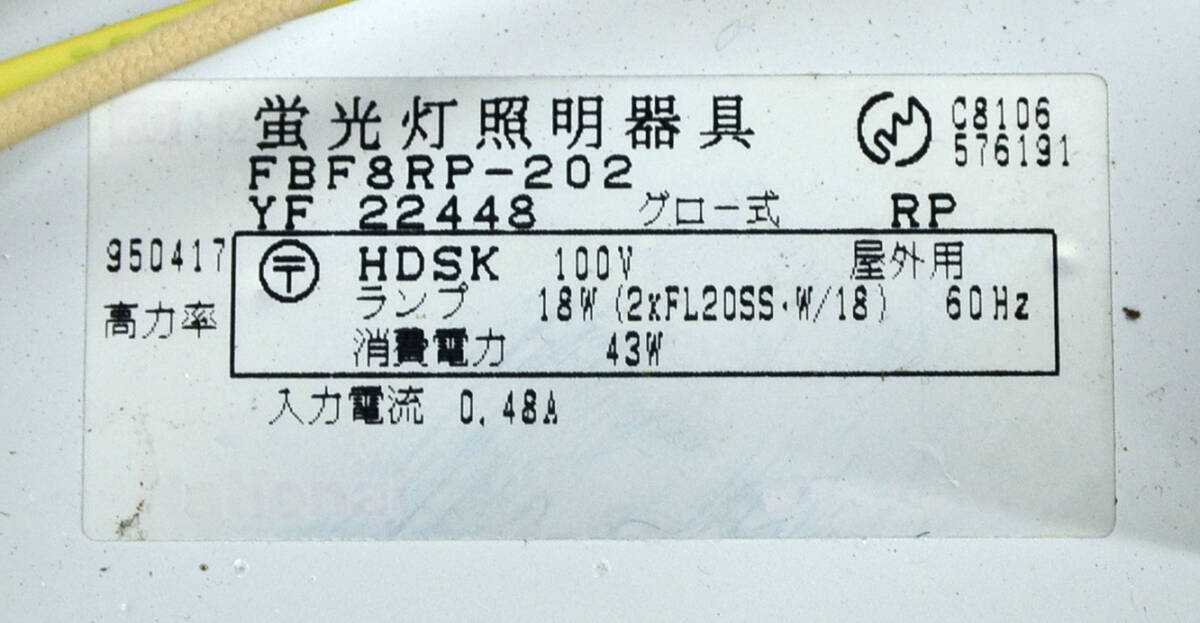 蛍光灯照明器具
C8106
576191
FBF8RP-202
YF 22448 グロー式 RP
950417
高力率
〒 HDSK 100V 屋外用
ランプ 18W (2xFL20SS·W/18) 60Hz
消費電力 43W
入力電流 0.48A